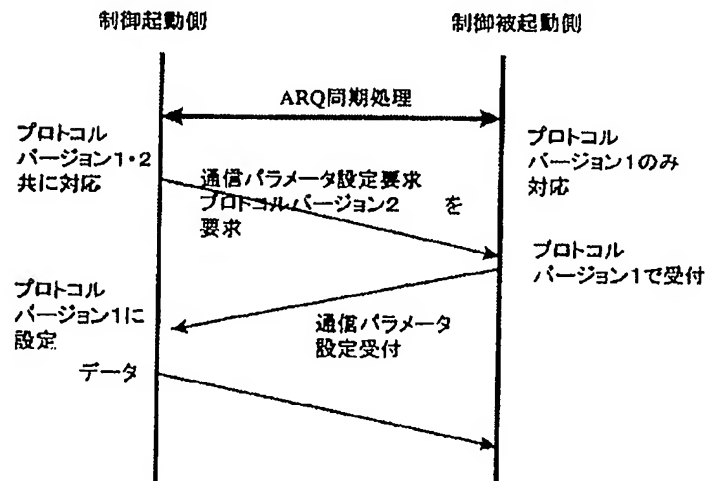 制御起動側
制御被起動側
ARQ同期処理
プロトコル
バージョン1・2
共に対応
プロトコル
バージョン1のみ
対応
通信パラメータ設定要求
プロトコルバージョン2 を
要求
プロトコル
バージョン1で受付
プロトコル
バージョン1に
設定
通信パラメータ
設定受付
データ